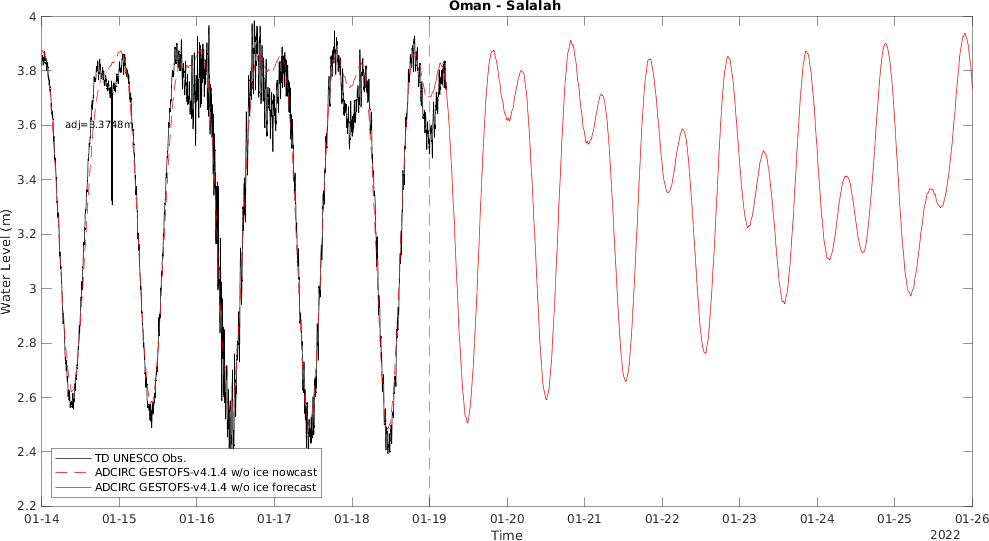 Oman - Salalah
Water Level (m)
4
3.8
3.6
3.4
3.2
3
2.8
2.6
2.4
2.2
adj=3.3748m
TD UNESCO Obs.
ADCIRC GESTOFS-v4.1.4 w/o ice nowcast
ADCIRC GESTOFS-v4.1.4 w/o ice forecast
01-14 01-15 01-16 01-17 01-18 01-19 01-20 01-21 01-22 01-23 01-24 01-25 01-26
Time
2022